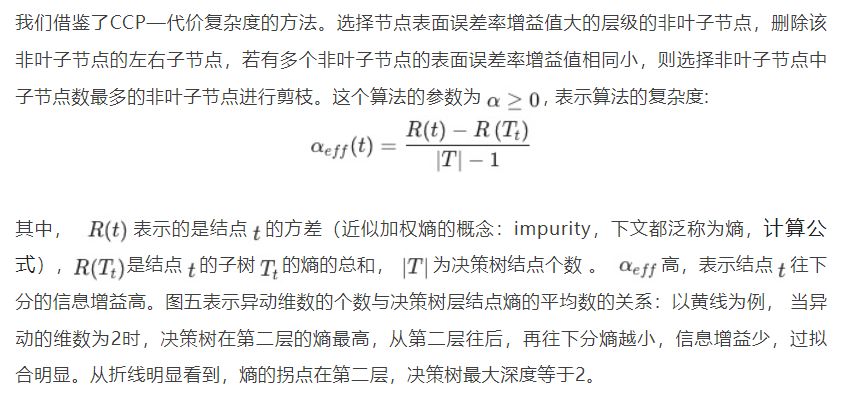 我们借鉴了CCP—代价复杂度的方法。选择节点表面误差率增益值大的层级的非叶子节点，删除该
非叶子节点的左右子节点，若有多个非叶子节点的表面误差率增益值相同小，则选择非叶子节点中
子节点数最多的非叶子节点进行剪枝。这个算法的参数为 α ≥ 0，表示算法的复杂度:
α_{eff}(t) = \frac{R(t) − R(T_t)}{|T| − 1}
其中， R(t) 表示的是结点 t 的方差（近似加权熵的概念：impurity，下文都泛称为熵，计算公
式），R(T_t)是结点 t 的子树 T_t 的熵的总和， |T| 为决策树结点个数 。 α_{eff} 高，表示结点 t 往下
分的信息增益高。图五表示异动维数的个数与决策树层结点熵的平均数的关系：以黄线为例， 当异
动的维数为2时，决策树在第二层的熵最高，从第二层往后，再往下分熵越小，信息增益少，过拟
合明显。从折线明显看到，熵的拐点在第二层，决策树最大深度等于2。